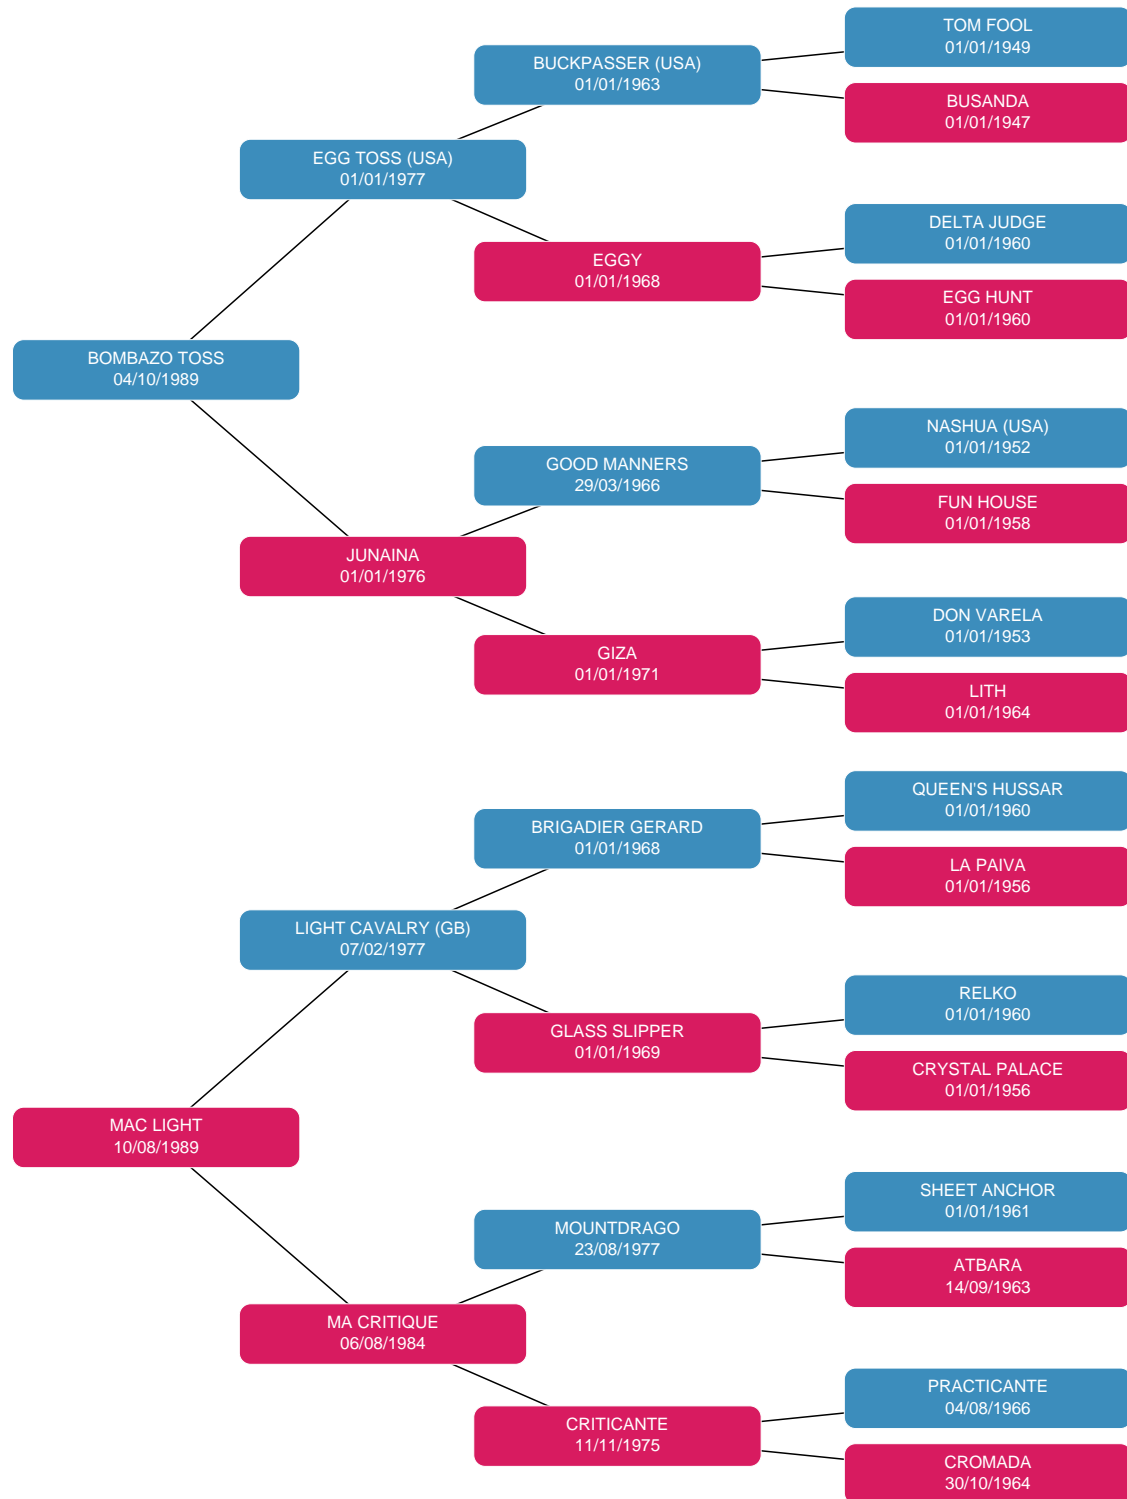 TOM FOOL
01/01/1949
BUCKPASSER (USA)
01/01/1963
BUSANDA
01/01/1947
EGG TOSS (USA)
01/01/1977
DELTA JUDGE
01/01/1960
EGGY
01/01/1968
EGG HUNT
01/01/1960
BOMBAZO TOSS
04/10/1989
NASHUA (USA)
01/01/1952
GOOD MANNERS
29/03/1966
FUN HOUSE
01/01/1958
JUNAINA
01/01/1976
DON VARELA
01/01/1953
GIZA
01/01/1971
LITH
01/01/1964
QUEEN'S HUSSAR
01/01/1960
BRIGADIER GERARD
01/01/1968
LA PAIVA
01/01/1956
LIGHT CAVALRY (GB)
07/02/1977
RELKO
01/01/1960
GLASS SLIPPER
01/01/1969
CRYSTAL PALACE
01/01/1956
MAC LIGHT
10/08/1989
SHEET ANCHOR
01/01/1961
MOUNTDRAGO
23/08/1977
ATBARA
14/09/1963
MA CRITIQUE
06/08/1984
PRACTICANTE
04/08/1966
CRITICANTE
11/11/1975
CROMADA
30/10/1964